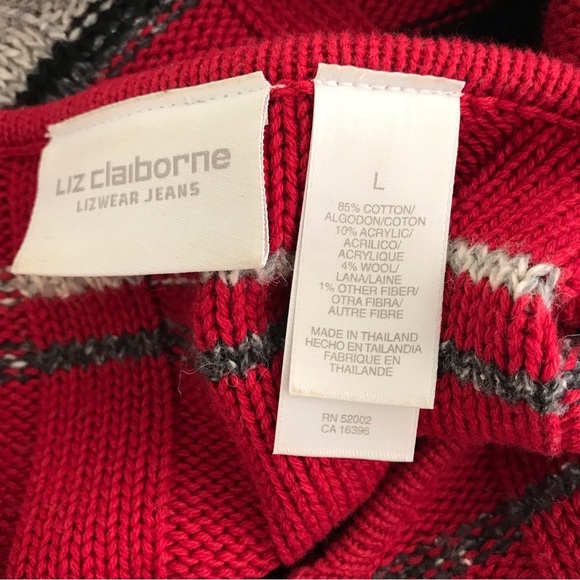 Liz claiborne
LIZWEAR JEANS
L
85% COTTON/
ALGODON/COTON
10% ACRYLIC/
ACRILICO/
ACRYLIQUE
4% WOOL/
LANA/LAINE
1% OTHER FIBER/
OTRA FIBRA/
AUTRE FIBRE
MADE IN THAILAND
HECHO EN TAILANDIA
FABRIQUE EN
THAILANDE
RN 52002
CA 16396